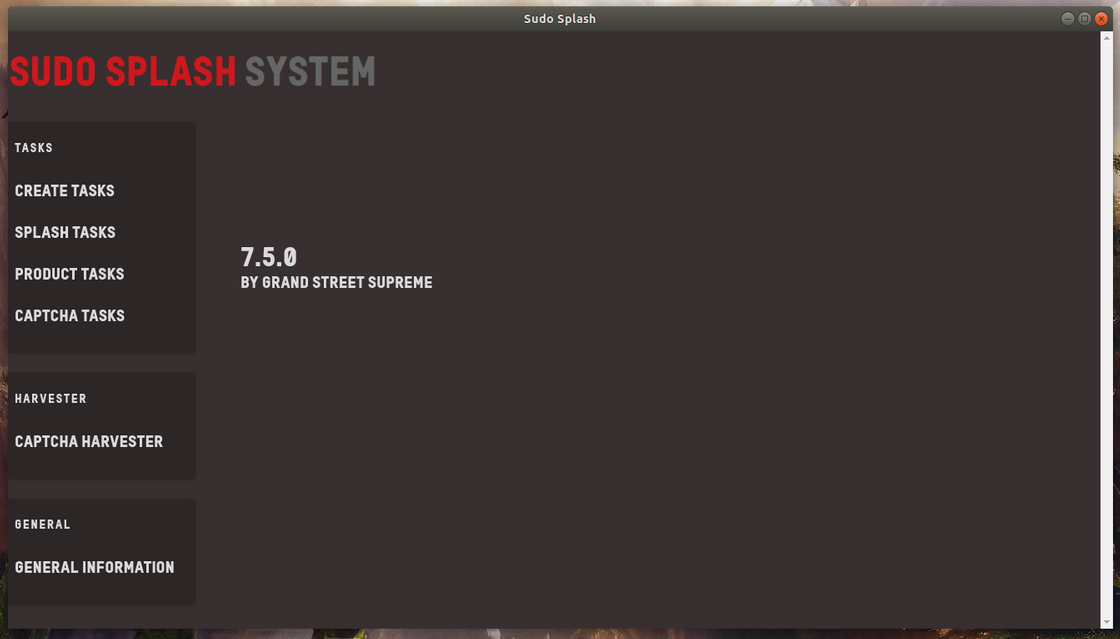 Sudo Splash
SUDO SPLASH SYSTEM
TASKS
CREATE TASKS
SPLASH TASKS
PRODUCT TASKS
CAPTCHA TASKS
7.5.0
BY GRAND STREET SUPREME
HARVESTER
CAPTCHA HARVESTER
GENERAL
GENERAL INFORMATION